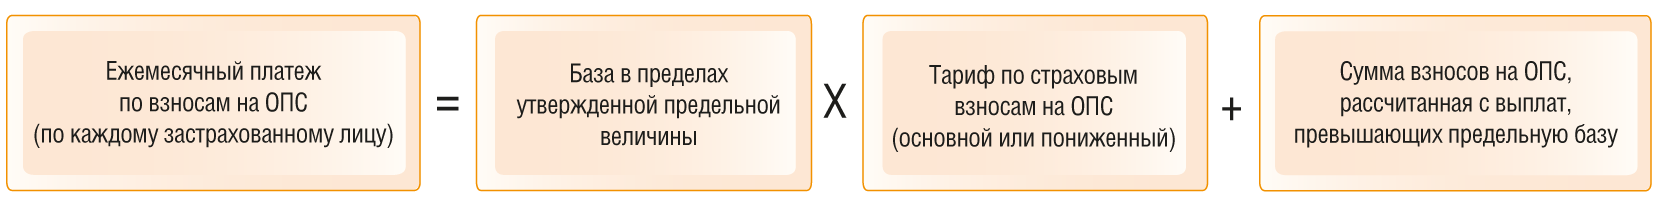 Ежемесячный платеж
по взносам на ОПС
(по каждому застрахованному лицу)
=
База в пределах
утвержденной предельной
величины
X
Тариф по страховым
взносам на ОПС
(основной или пониженный)
+
Сумма взносов на ОПС,
рассчитанная с выплат,
превышающих предельную базу